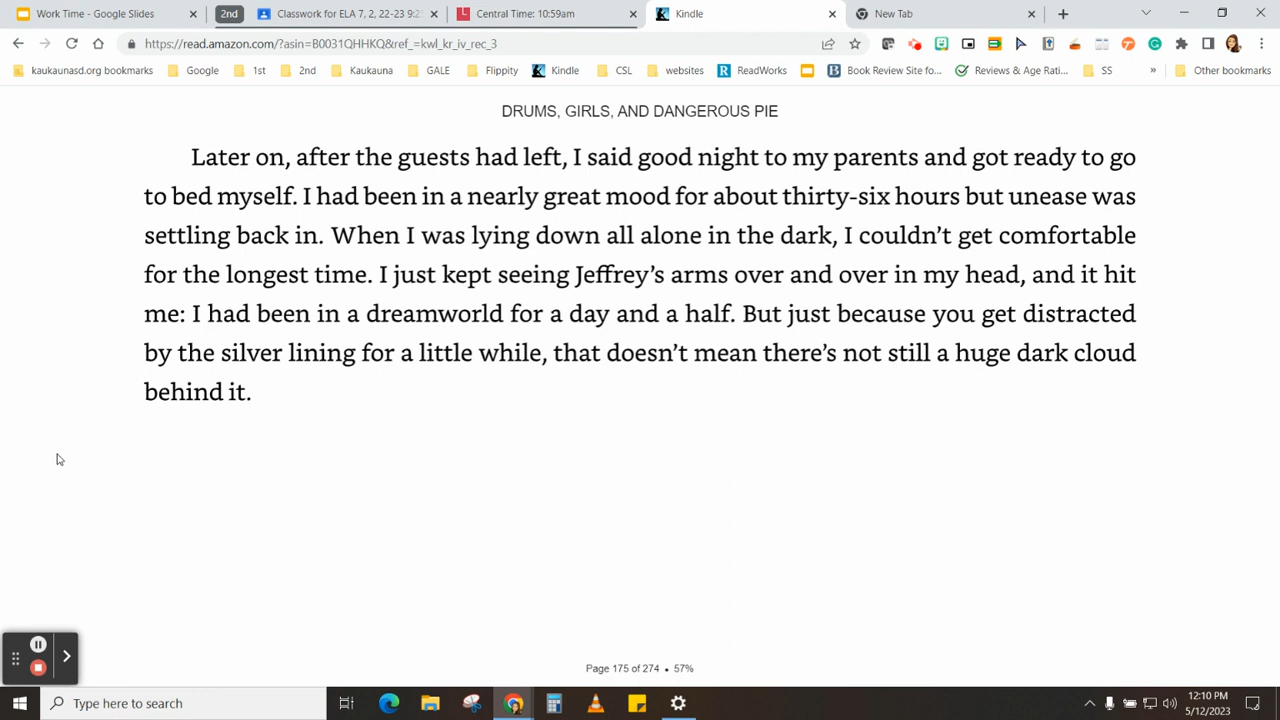 Work Time - Google Slides
2nd
Classwork for ELA 7, 2, 22-23 9:2
Central Time: 10:59am
Kindle
New Tab
https://read.amazon.com/?asin=B0031QHHKQ&ref_=kwl_kr_iv_rec_3
kaukaunasd.org bookmarks
Google
1st
2nd
Kaukauna
GALE
Flippity
Kindle
CSL
websites
ReadWorks
Book Review Site fo...
Reviews & Age Rati...
SS
»
Other bookmarks
DRUMS, GIRLS, AND DANGEROUS PIE
Later on, after the guests had left, I said good night to my parents and got ready to go
to bed myself. I had been in a nearly great mood for about thirty-six hours but unease was
settling back in. When I was lying down all alone in the dark, I couldn’t get comfortable
for the longest time. I just kept seeing Jeffrey’s arms over and over in my head, and it hit
me: I had been in a dreamworld for a day and a half. But just because you get distracted
by the silver lining for a little while, that doesn’t mean there’s not still a huge dark cloud
behind it.
Page 175 of 274 • 57%
Type here to search
12:10 PM
5/12/2023